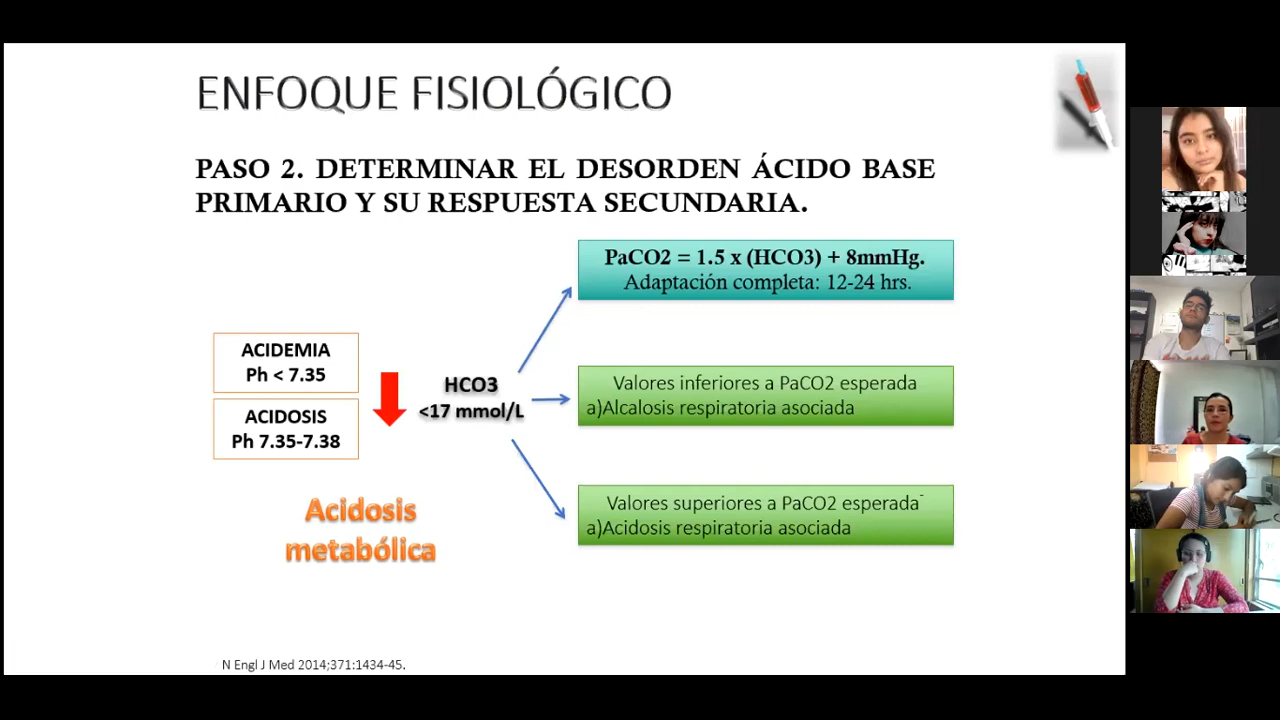 ENFOQUE FISIOLÓGICO
PASO 2. DETERMINAR EL DESORDEN ÁCIDO BASE
PRIMARIO Y SU RESPUESTA SECUNDARIA.
PaCO2 = 1.5 x (HCO3) + 8mmHg.
Adaptación completa: 12-24 hrs.
ACIDEMIA
Ph < 7.35
ACIDOSIS
Ph 7.35-7.38
HCO3
<17 mmol/L
Valores inferiores a PaCO2 esperada
a)Alcalosis respiratoria asociada
Valores superiores a PaCO2 esperada
a)Acidosis respiratoria asociada
Acidosis
metabólica
N Engl J Med 2014;371:1434-45.